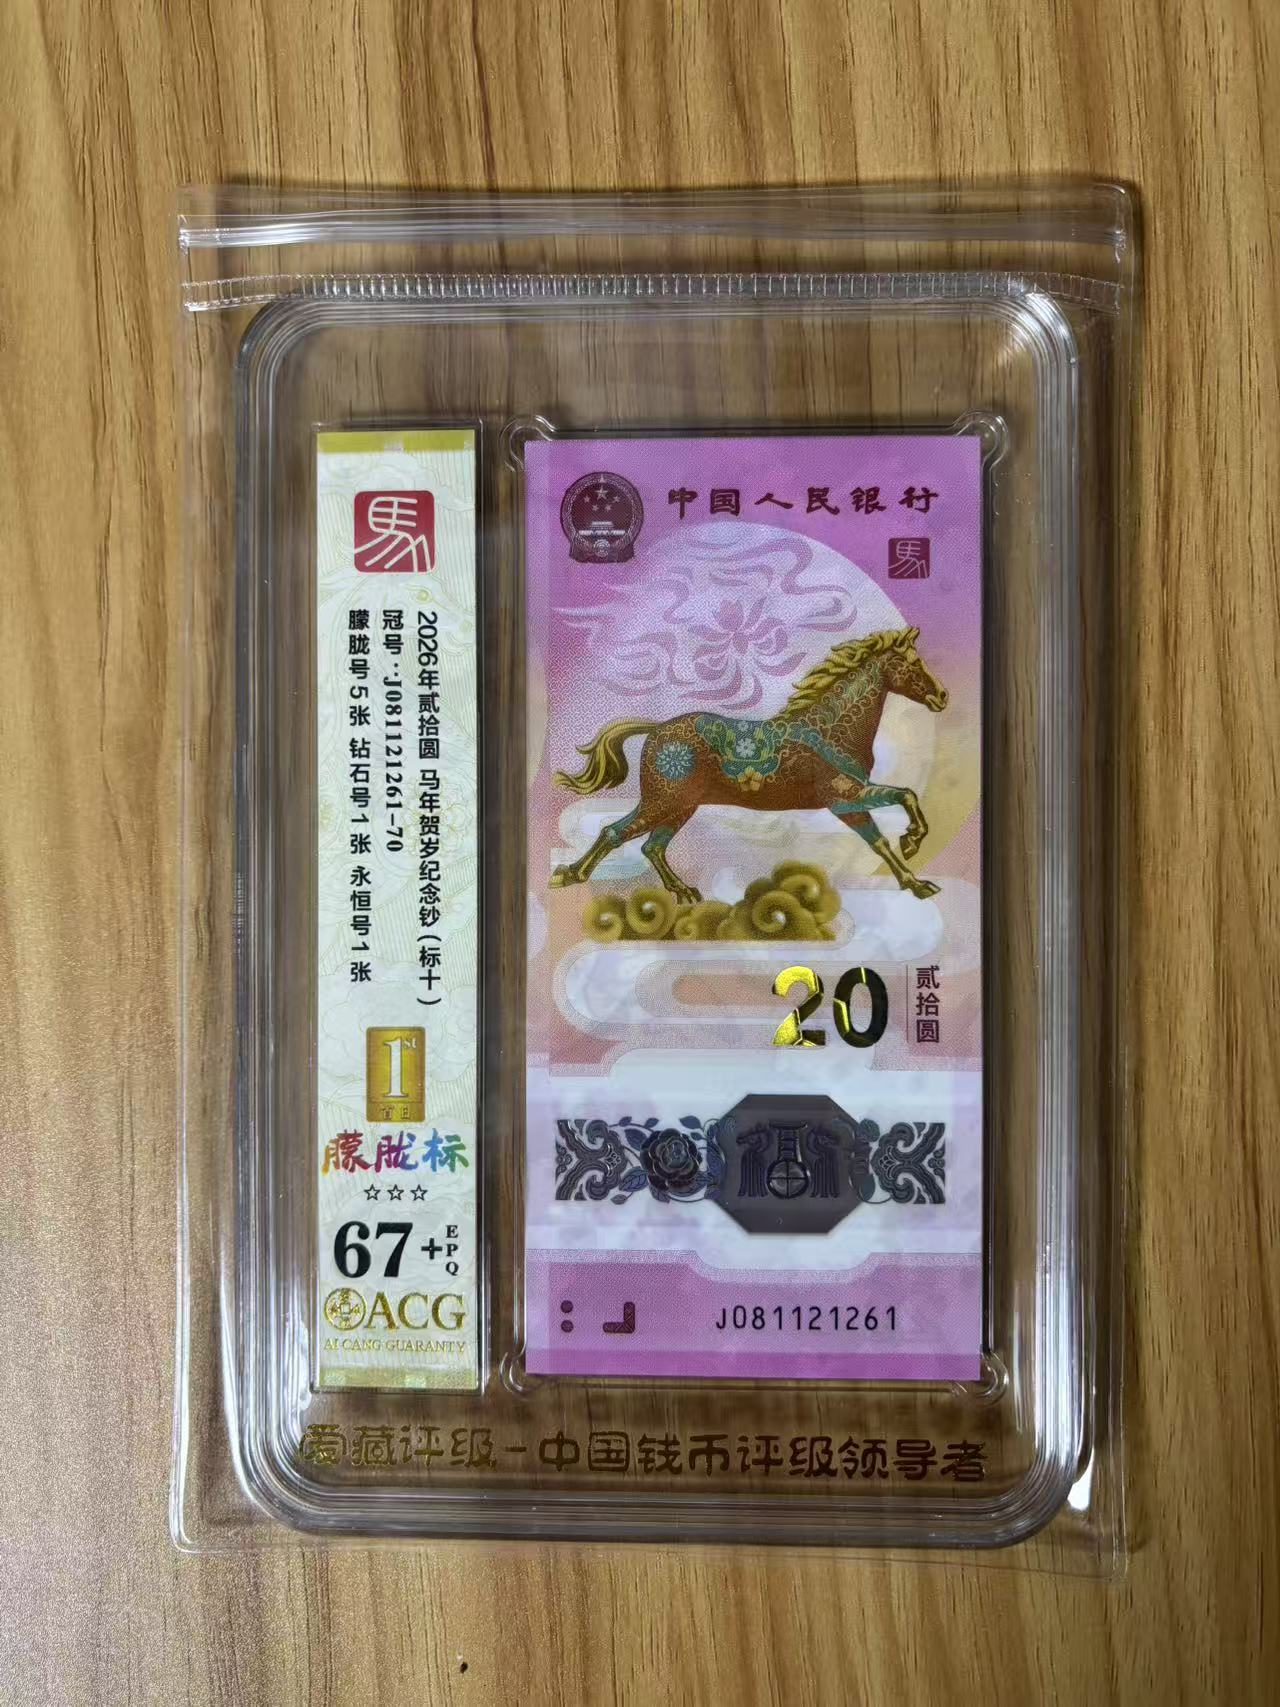 馬
2026年贰拾圆 马年贺岁纪念钞(标十)
冠号:J081121261-70
朦胧号5张 钻石号1张 永恒号1张
1st
首日
朦胧标
☆☆☆
67+
EPQ
ACG
AI CANG GUARANTY
中国人民银行
馬
20
贰拾圆
J081121261
爱藏评级-中国钱币评级领导者